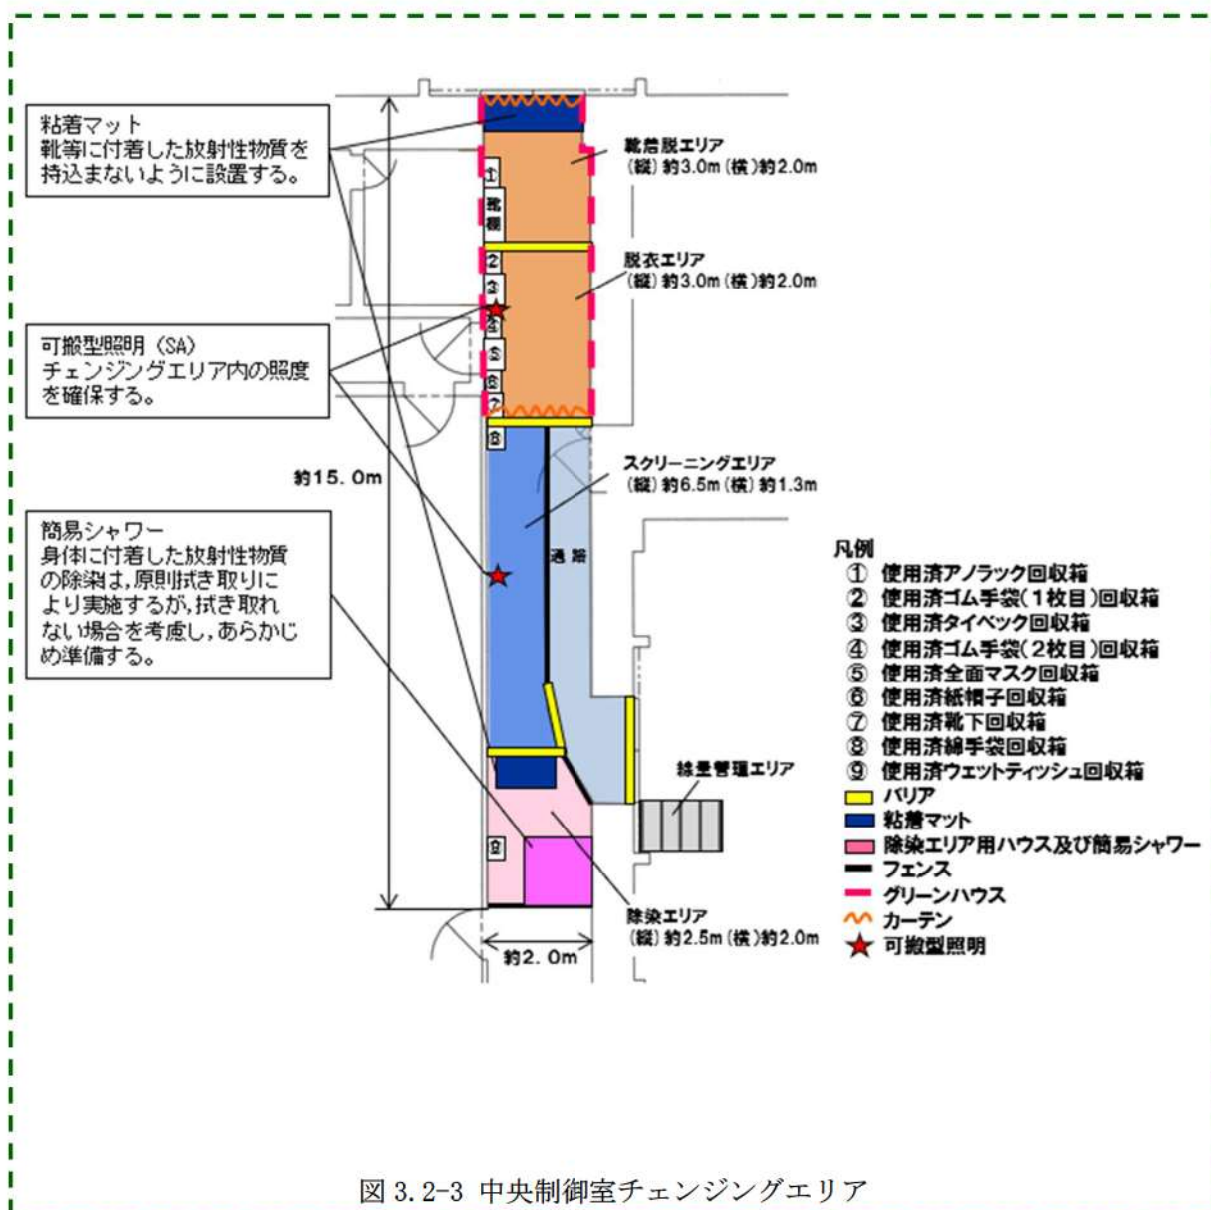 粘着マット
靴等に付着した放射性物質を
持込まないように設置する。
可搬型照明（SA）
チェンジングエリア内の照度
を確保する。
約15.0m
簡易シャワー
身体に付着した放射性物質
の除染は，原則拭き取りに
より実施するが，拭き取れ
ない場合を考慮し，あらかじ
め準備する。
①
靴棚
②
③
④
⑤
⑥
⑦
⑧
⑨
靴着脱エリア
（縦）約3.0m（横）約2.0m
脱衣エリア
（縦）約3.0m（横）約2.0m
スクリーニングエリア
（縦）約6.5m（横）約1.3m
通路
線量管理エリア
除染エリア
（縦）約2.5m（横）約2.0m
約2.0m
凡例
① 使用済アノラック回収箱
② 使用済ゴム手袋（1枚目）回収箱
③ 使用済タイベック回収箱
④ 使用済ゴム手袋（2枚目）回収箱
⑤ 使用済全面マスク回収箱
⑥ 使用済紙帽子回収箱
⑦ 使用済靴下回収箱
⑧ 使用済綿手袋回収箱
⑨ 使用済ウェットティッシュ回収箱
バリア
粘着マット
除染エリア用ハウス及び簡易シャワー
フェンス
グリーンハウス
カーテン
可搬型照明
図 3.2-3 中央制御室チェンジングエリア